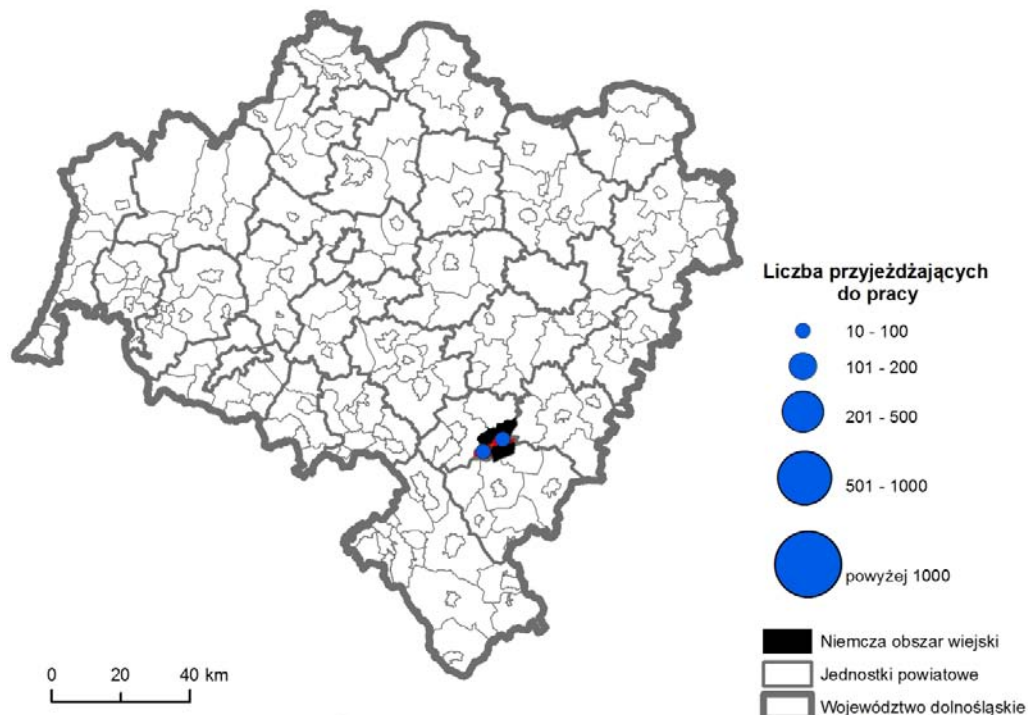 Liczba przyjeżdżających
do pracy
10 - 100
101 - 200
201 - 500
501 - 1000
powyżej 1000
Niemcza obszar wiejski
Jednostki powiatowe
Województwo dolnośląskie
0 20 40 km